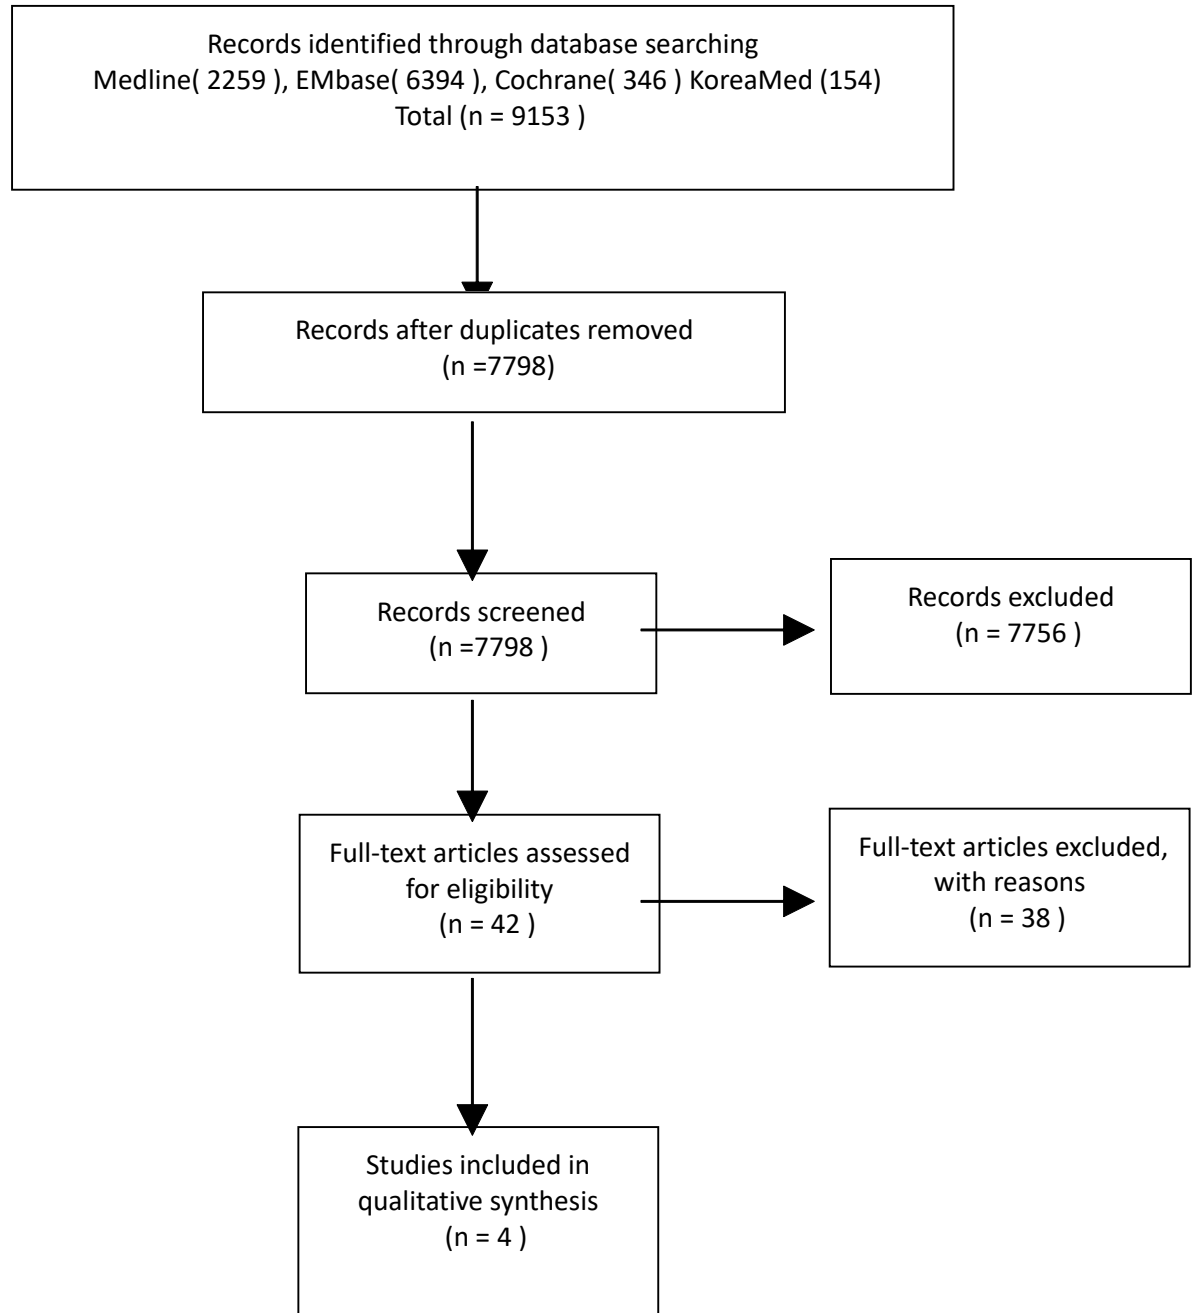 Records identified through database searching
Medline( 2259 ), EMbase( 6394 ), Cochrane( 346 ) KoreaMed (154)
Total (n = 9153 )
Records after duplicates removed
(n =7798)
Records screened
(n =7798 )
Records excluded
(n = 7756 )
Full-text articles assessed
for eligibility
(n = 42 )
Full-text articles excluded,
with reasons
(n = 38 )
Studies included in
qualitative synthesis
(n = 4 )